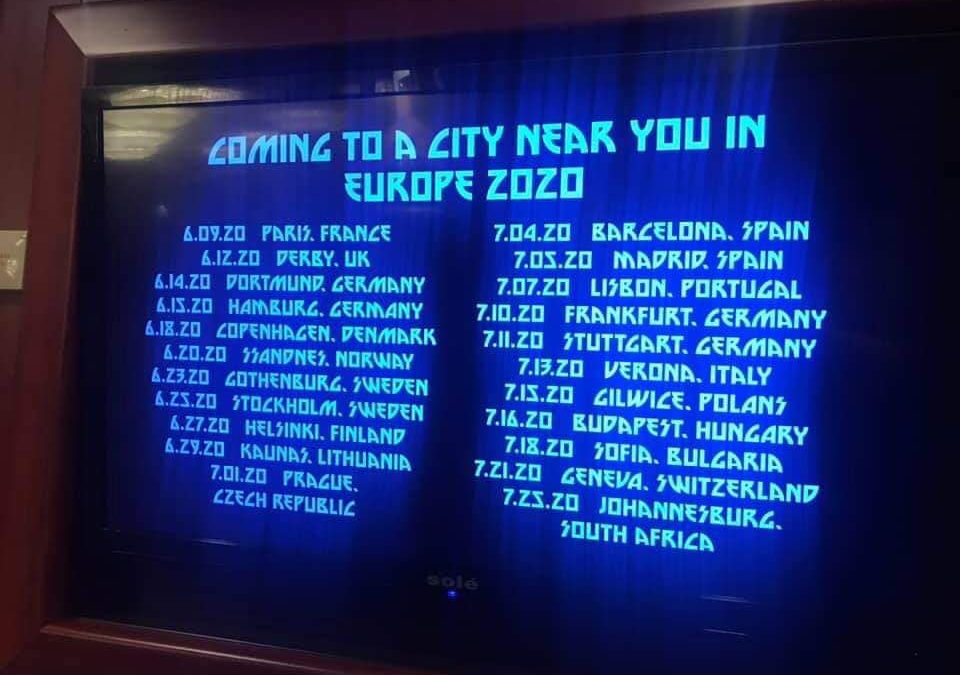 COMING TO A CITY NEAR YOU IN
EUROPE 2020
6.09.20 PARIS, FRANCE
6.12.20 DERBY, UK
6.14.20 DORTMUND, GERMANY
6.15.20 HAMBURG, GERMANY
6.18.20 COPENHAGEN, DENMARK
6.20.20 SSANDNES, NORWAY
6.23.20 GOTHENBURG, SWEDEN
6.25.20 STOCKHOLM, SWEDEN
6.27.20 HELSINKI, FINLAND
6.29.20 KAUNAS, LITHUANIA
7.01.20 PRAGUE,
CZECH REPUBLIC
7.04.20 BARCELONA, SPAIN
7.05.20 MADRID, SPAIN
7.07.20 LISBON, PORTUGAL
7.10.20 FRANKFURT, GERMANY
7.11.20 STUTTGART, GERMANY
7.13.20 VERONA, ITALY
7.15.20 GILWICE, POLANS
7.16.20 BUDAPEST, HUNGARY
7.18.20 SOFIA, BULGARIA
7.21.20 GENEVA, SWITZERLAND
7.25.20 JOHANNESBURG,
SOUTH AFRICA
solé